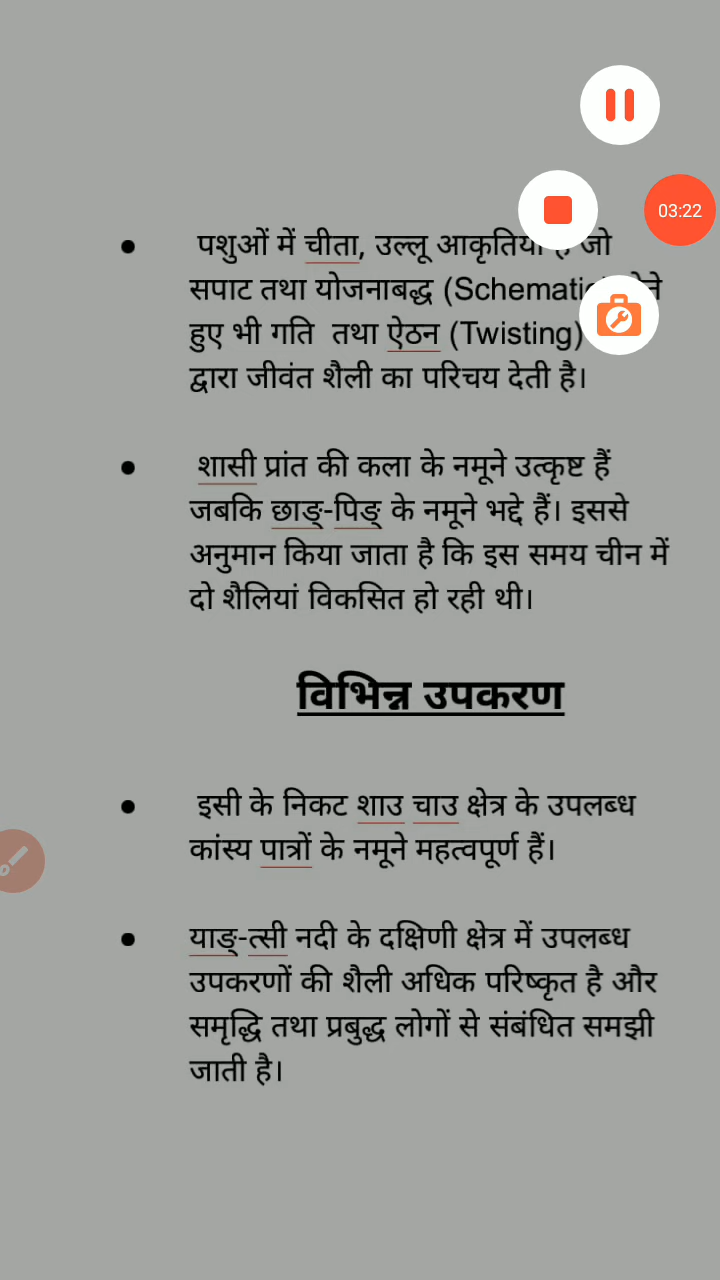 03:22
• पशुओं में चीता, उल्लू आकृतियां जो
सपाट तथा योजनाबद्ध (Schematic)
हुए भी गति तथा ऐठन (Twisting)
द्वारा जीवंत शैली का परिचय देती है।
• शासी प्रांत की कला के नमूने उत्कृष्ट हैं
जबकि छाङ्-पिङ् के नमूने भद्दे हैं। इससे
अनुमान किया जाता है कि इस समय चीन में
दो शैलियां विकसित हो रही थी।
विभिन्न उपकरण
• इसी के निकट शाउ चाउ क्षेत्र के उपलब्ध
कांस्य पात्रों के नमूने महत्वपूर्ण हैं।
• याङ्-त्सी नदी के दक्षिणी क्षेत्र में उपलब्ध
उपकरणों की शैली अधिक परिष्कृत है और
समृद्धि तथा प्रबुद्ध लोगों से संबंधित समझी
जाती है।